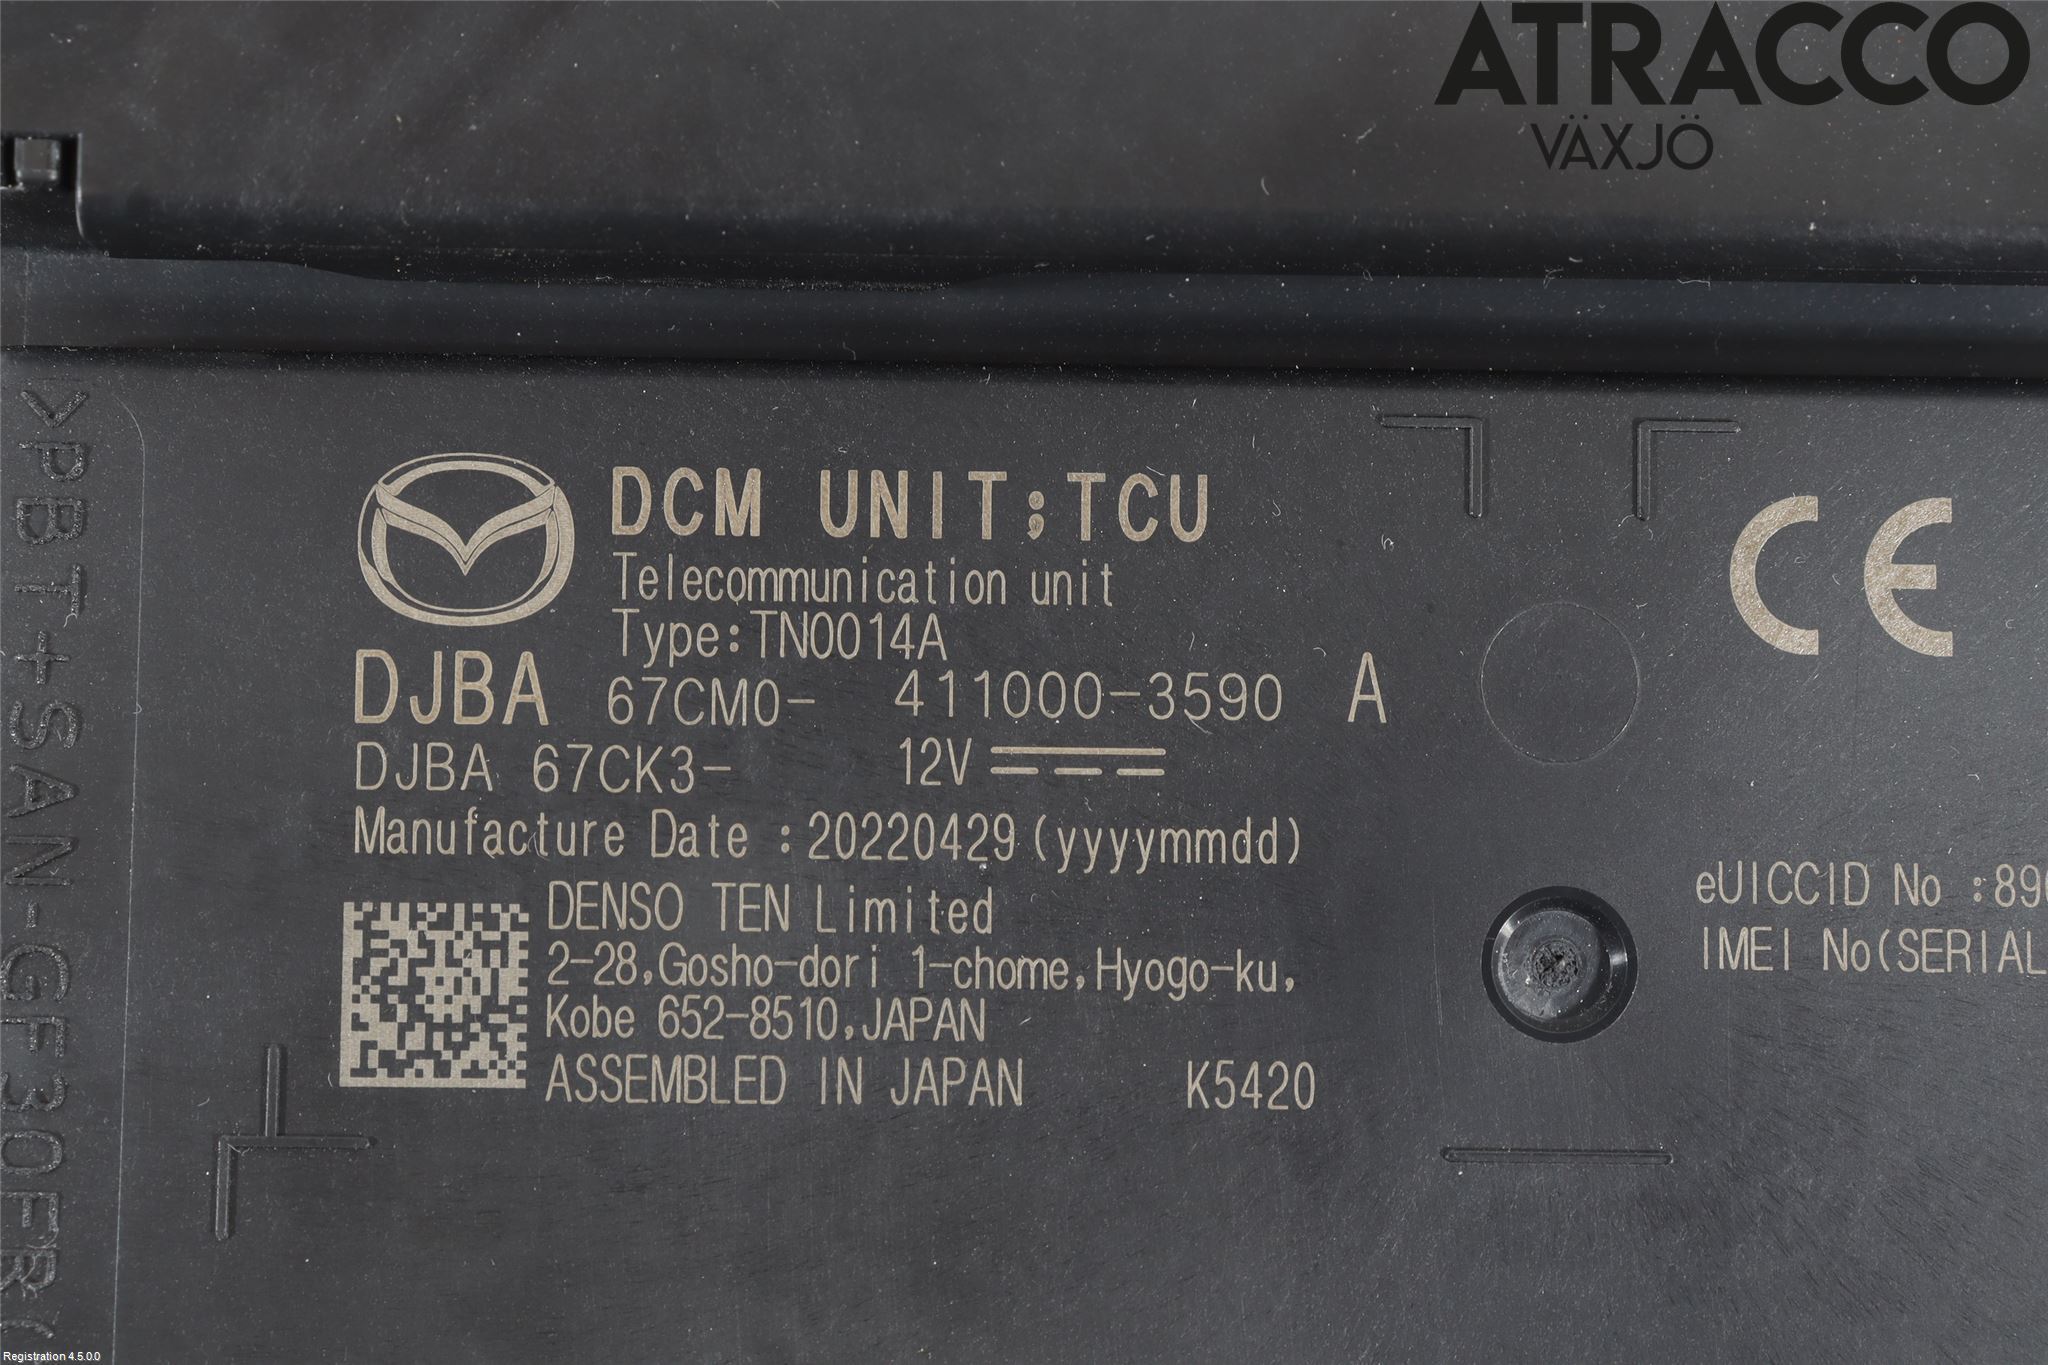 ATRACCO
VÄXJÖ
>PBT+SAN-GF30FR(
DCM UNIT;TCU
Telecommunication unit
Type:TN0014A
DJBA 67CM0- 411000-3590 A
DJBA 67CK3- 12V
Manufacture Date :20220429(yyyymmdd)
DENSO TEN Limited
2-28,Gosho-dori 1-chome,Hyogo-ku,
Kobe 652-8510,JAPAN
ASSEMBLED IN JAPAN K5420
CE
eUICCID No :89
IMEI No(SERIAL
Registration 4.5.0.0